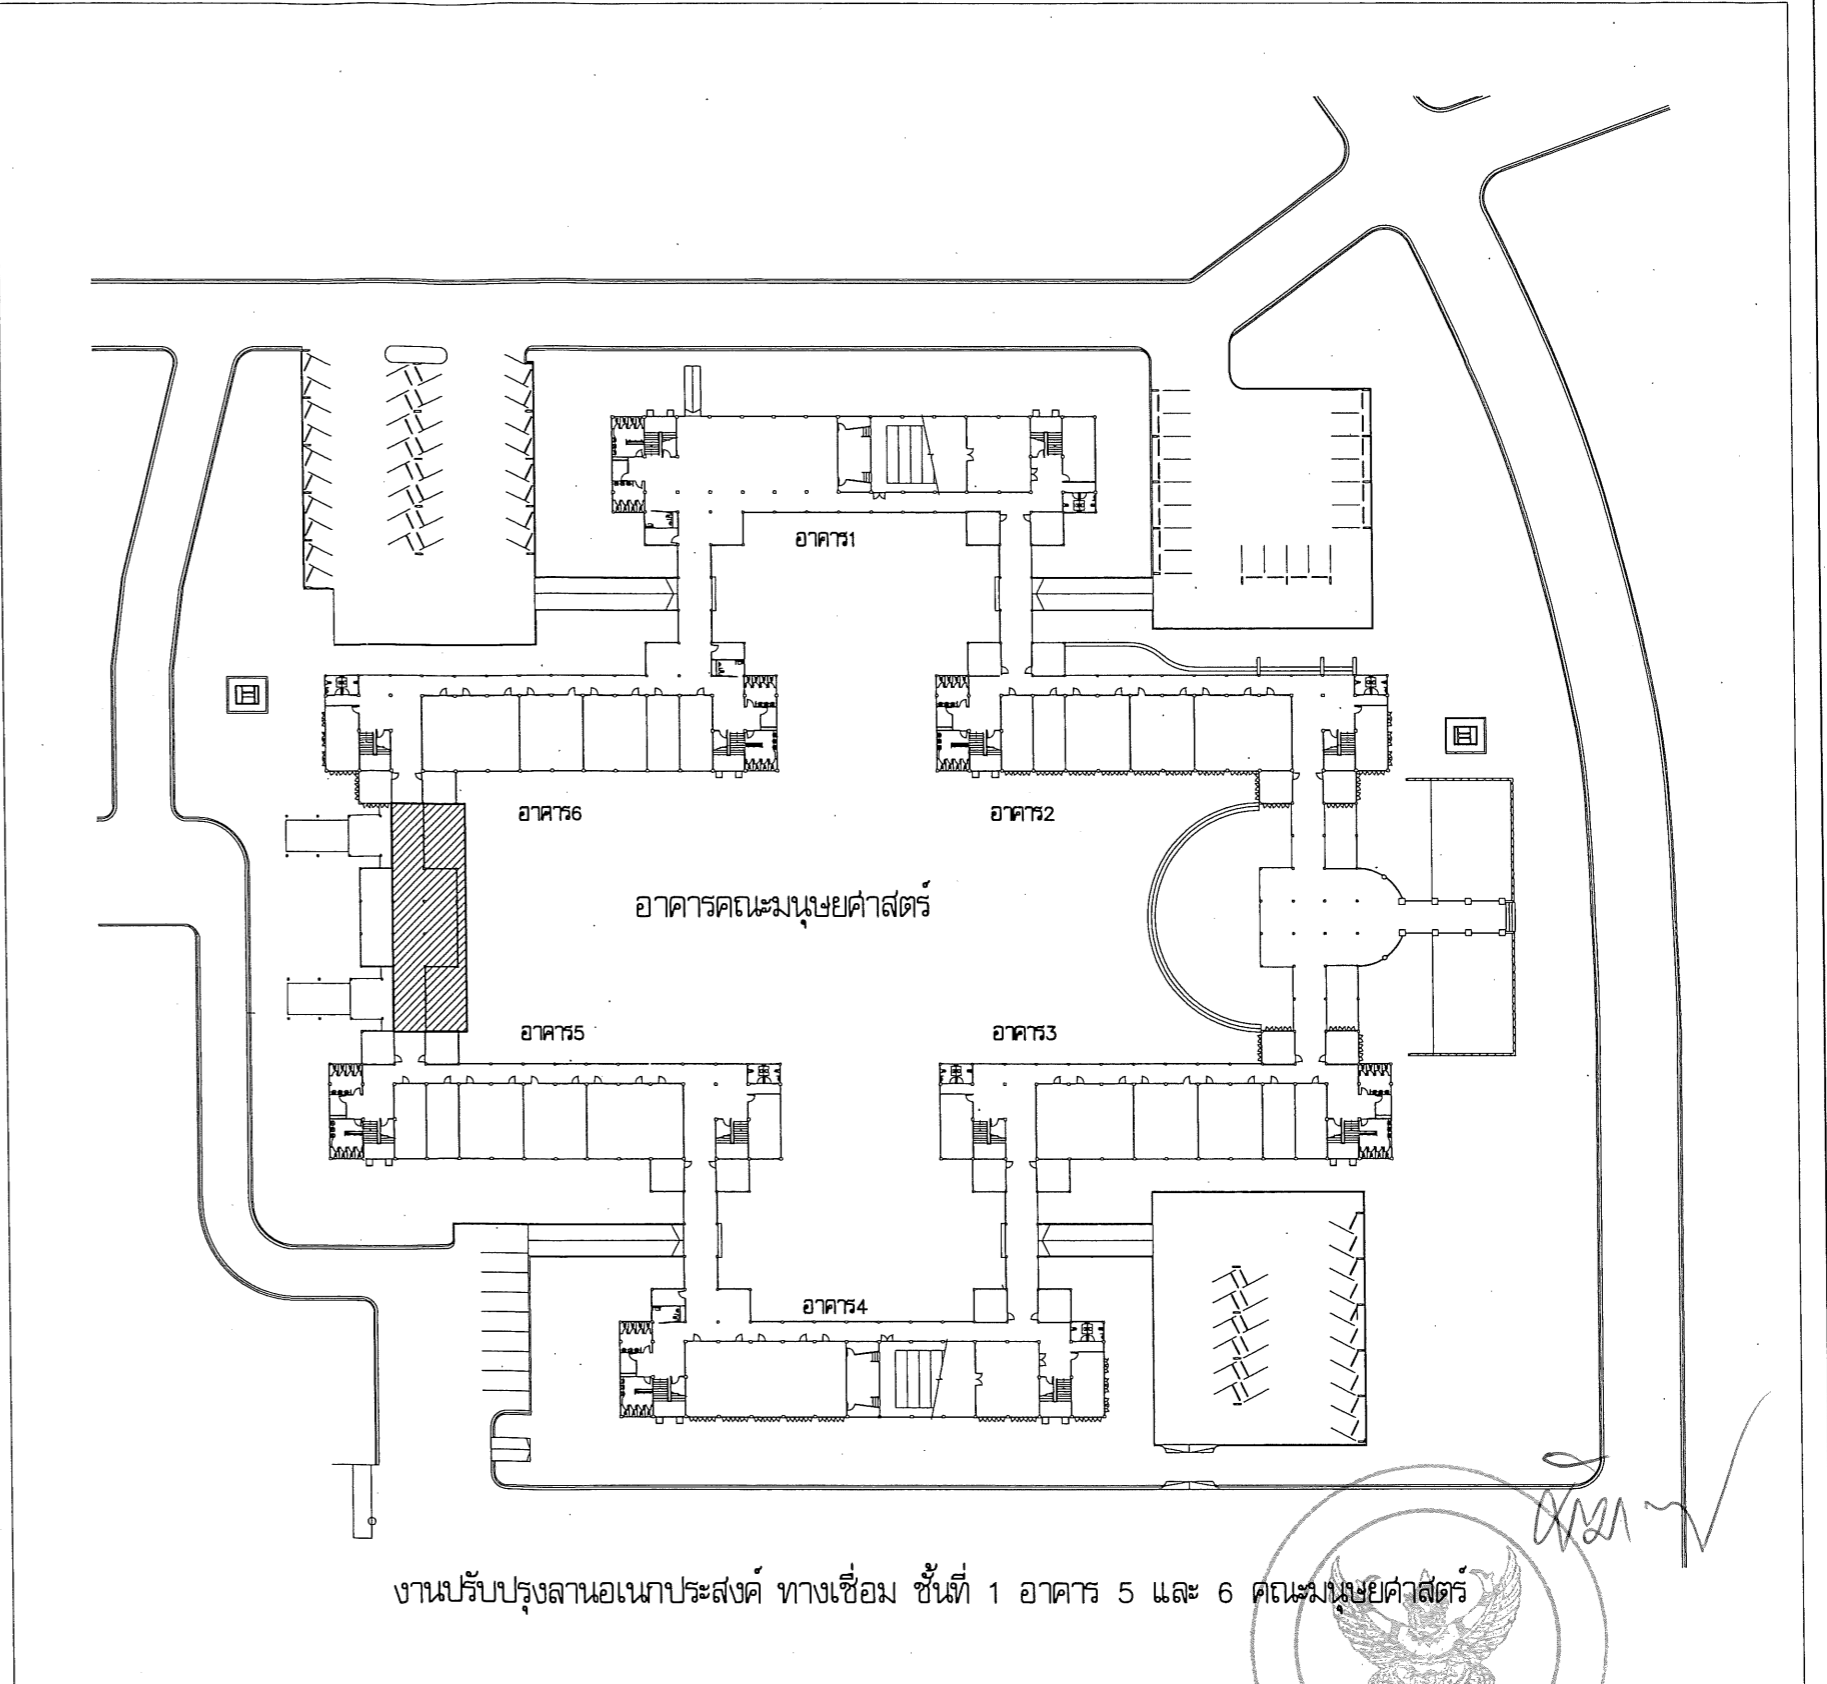 อาคาร1
อาคาร6
อาคาร2
อาคารคณะมนุษยศาสตร์
อาคาร5
อาคาร3
อาคาร4
งานปรับปรุงลานอเนกประสงค์ ทางเชื่อม ชั้นที่ 1 อาคาร 5 และ 6 คณะมนุษยศาสตร์